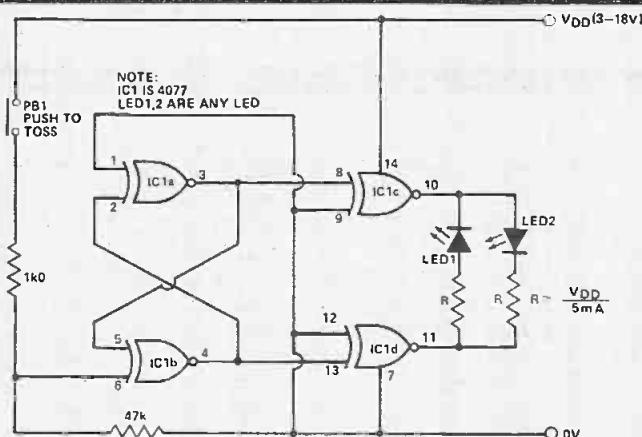 VDD (3–18V)
NOTE:
IC1 IS 4077
LED1,2 ARE ANY LED
PB1
PUSH TO
TOSS
1
2
IC1a
3
8
9
IC1c
14
10
LED2
LED1
1k0
R
R
R = VDD
5mA
12
13
IC1d
11
7
5
6
IC1b
4
47k
0V